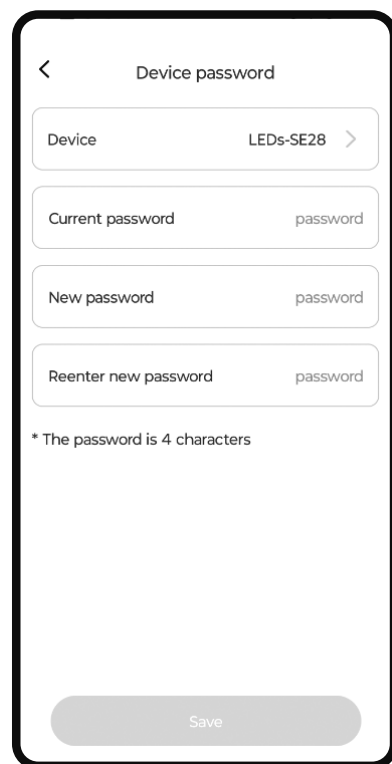 Device password
Device LEDs-SE28
Current password password
New password password
Reenter new password password
* The password is 4 characters
Save